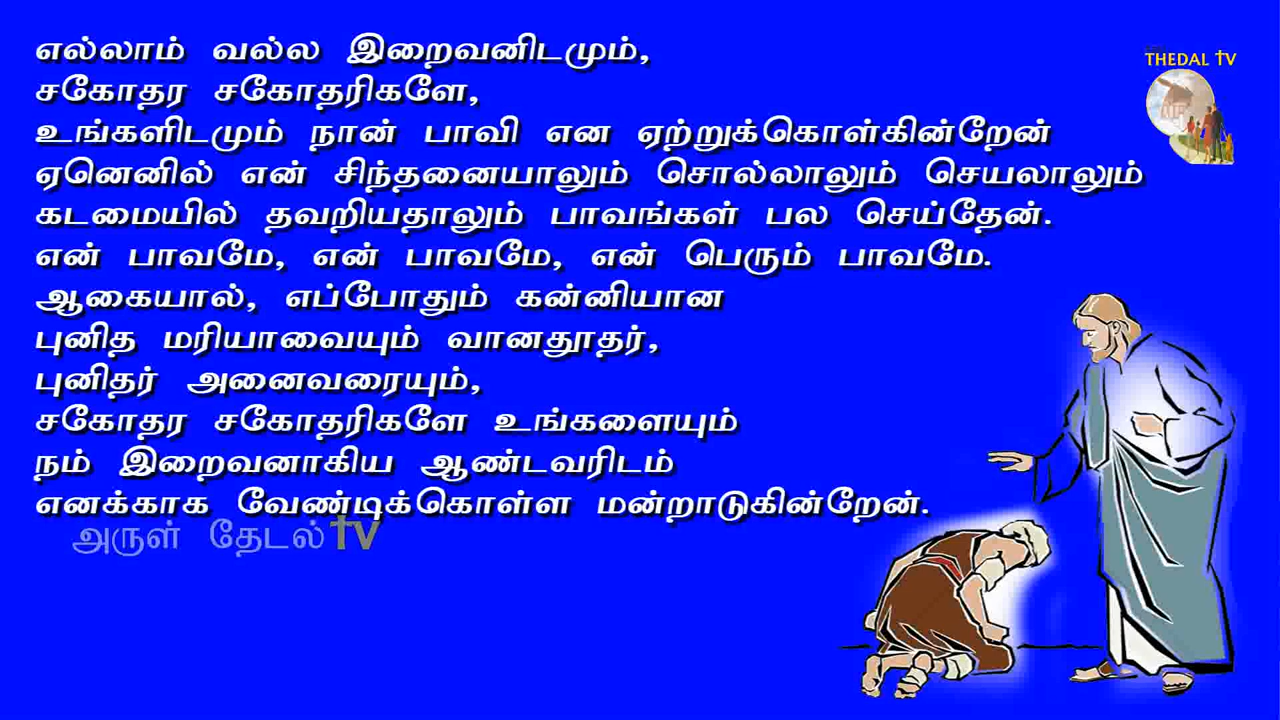 எல்லாம் வல்ல இறைவனிடமும்,
சகோதர சகோதரிகளே,
உங்களிடமும் நான் பாவி என ஏற்றுக்கொள்கின்றேன்
ஏனெனில் என் சிந்தனையாலும் சொல்லாலும் செயலாலும்
கடமையில் தவறியதாலும் பாவங்கள் பல செய்தேன்.
என் பாவமே, என் பாவமே, என் பெரும் பாவமே.
ஆகையால், எப்போதும் கன்னியான
புனித மரியாவையும் வானதூதர்,
புனிதர் அனைவரையும்,
சகோதர சகோதரிகளே உங்களையும்
நம் இறைவனாகிய ஆண்டவரிடம்
எனக்காக வேண்டிக்கொள்ள மன்றாடுகின்றேன்.
அருள் தேடல் tv
THEDAL TV